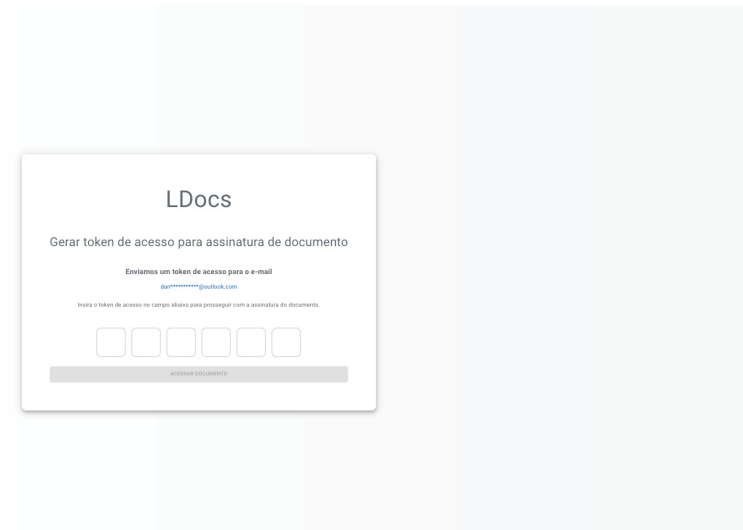 LDocs
Gerar token de acesso para assinatura de documento
Enviamos um token de acesso para o e-mail
dan***********@outlook.com
Insira o token de acesso no campo abaixo para prosseguir com a assinatura do documento.
ACESSAR DOCUMENTO